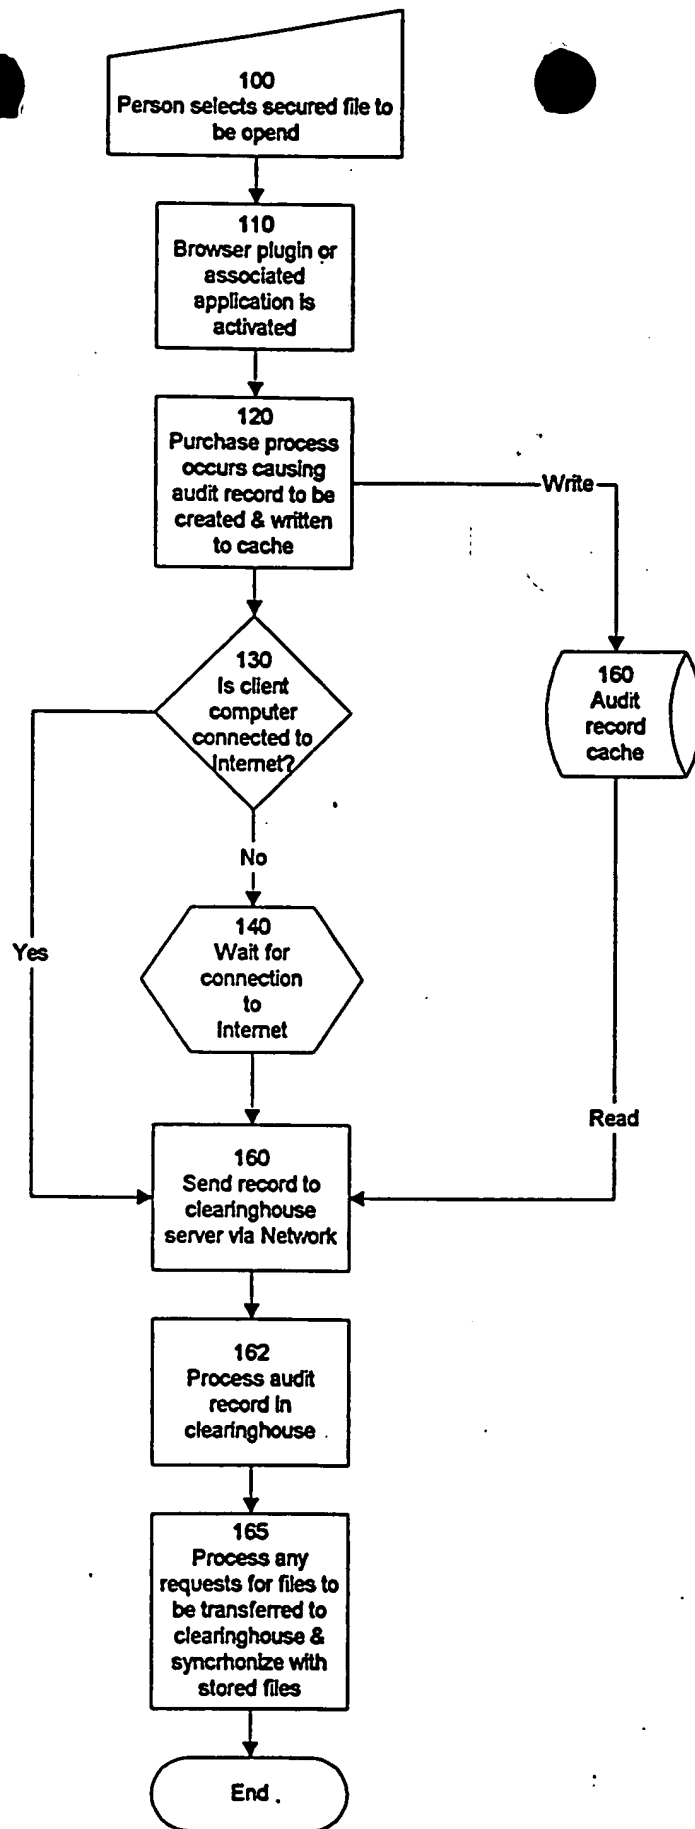 100
Person selects secured file to
be opend
110
Browser plugin or
associated
application is
activated
120
Purchase process
occurs causing
audit record to be
created & written
to cache
Write
130
Is client
computer
connected to
Internet?
160
Audit
record
cache
No
Yes
140
Wait for
connection
to
Internet
Read
160
Send record to
clearinghouse
server via Network
162
Process audit
record in
clearinghouse
165
Process any
requests for files to
be transferred to
clearinghouse &
syncrhonize with
stored files
End